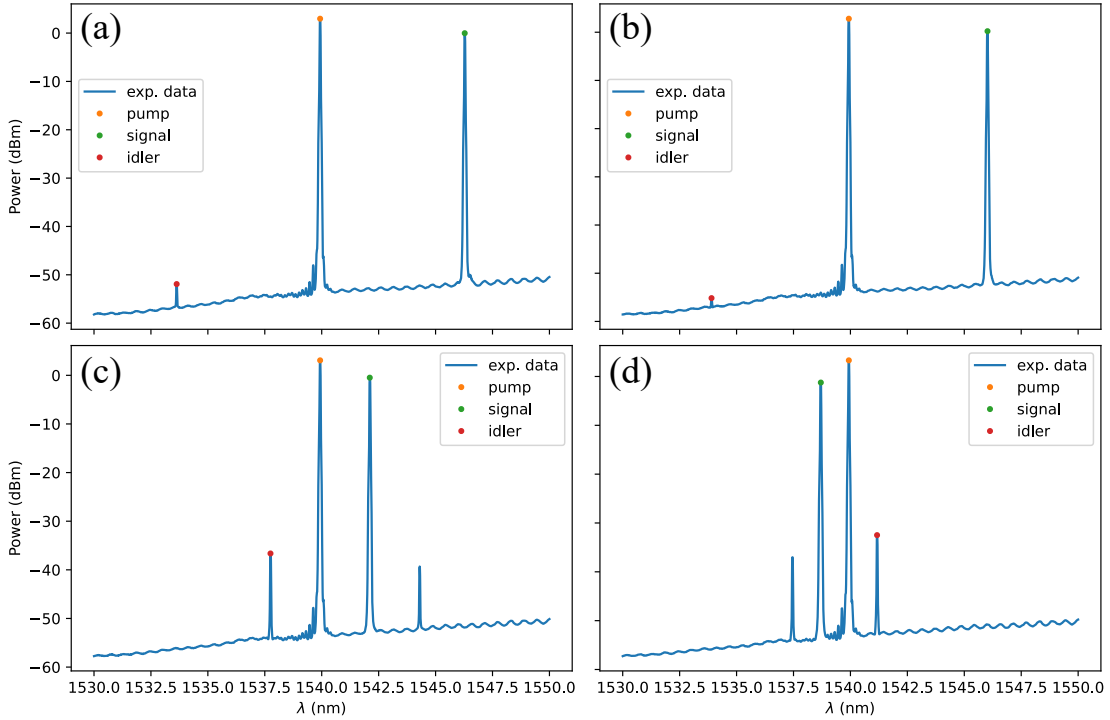 (a)
exp. data
pump
signal
idler
Power (dBm)
0
−10
−20
−30
−40
−50
−60
(b)
exp. data
pump
signal
idler
(c)
exp. data
pump
signal
idler
Power (dBm)
0
−10
−20
−30
−40
−50
−60
1530.0 1532.5 1535.0 1537.5 1540.0 1542.5 1545.0 1547.5 1550.0
λ (nm)
(d)
exp. data
pump
signal
idler
1530.0 1532.5 1535.0 1537.5 1540.0 1542.5 1545.0 1547.5 1550.0
λ (nm)